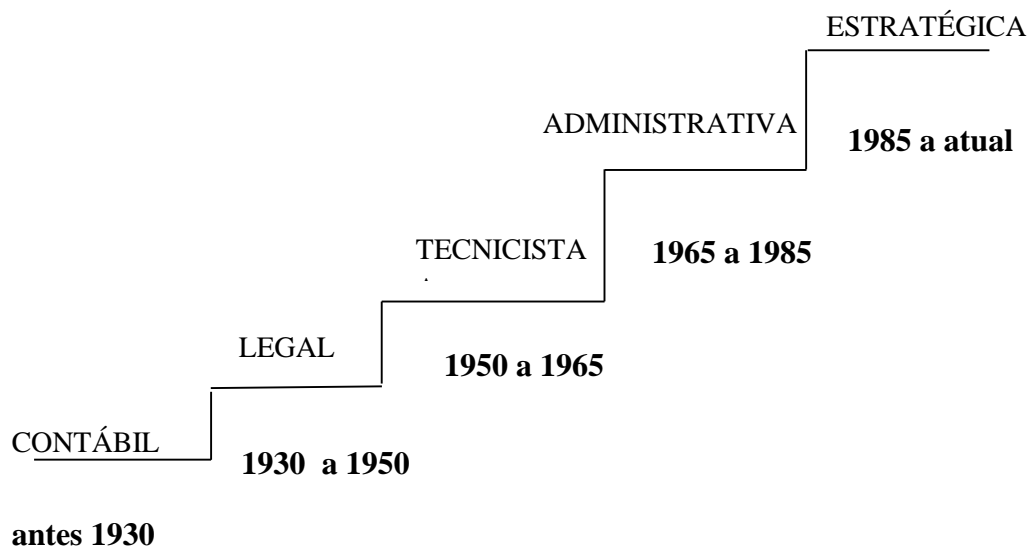 ESTRATÉGICA
ADMINISTRATIVA
1985 a atual
TECNICISTA
1965 a 1985
LEGAL
1950 a 1965
CONTÁBIL
1930 a 1950
antes 1930